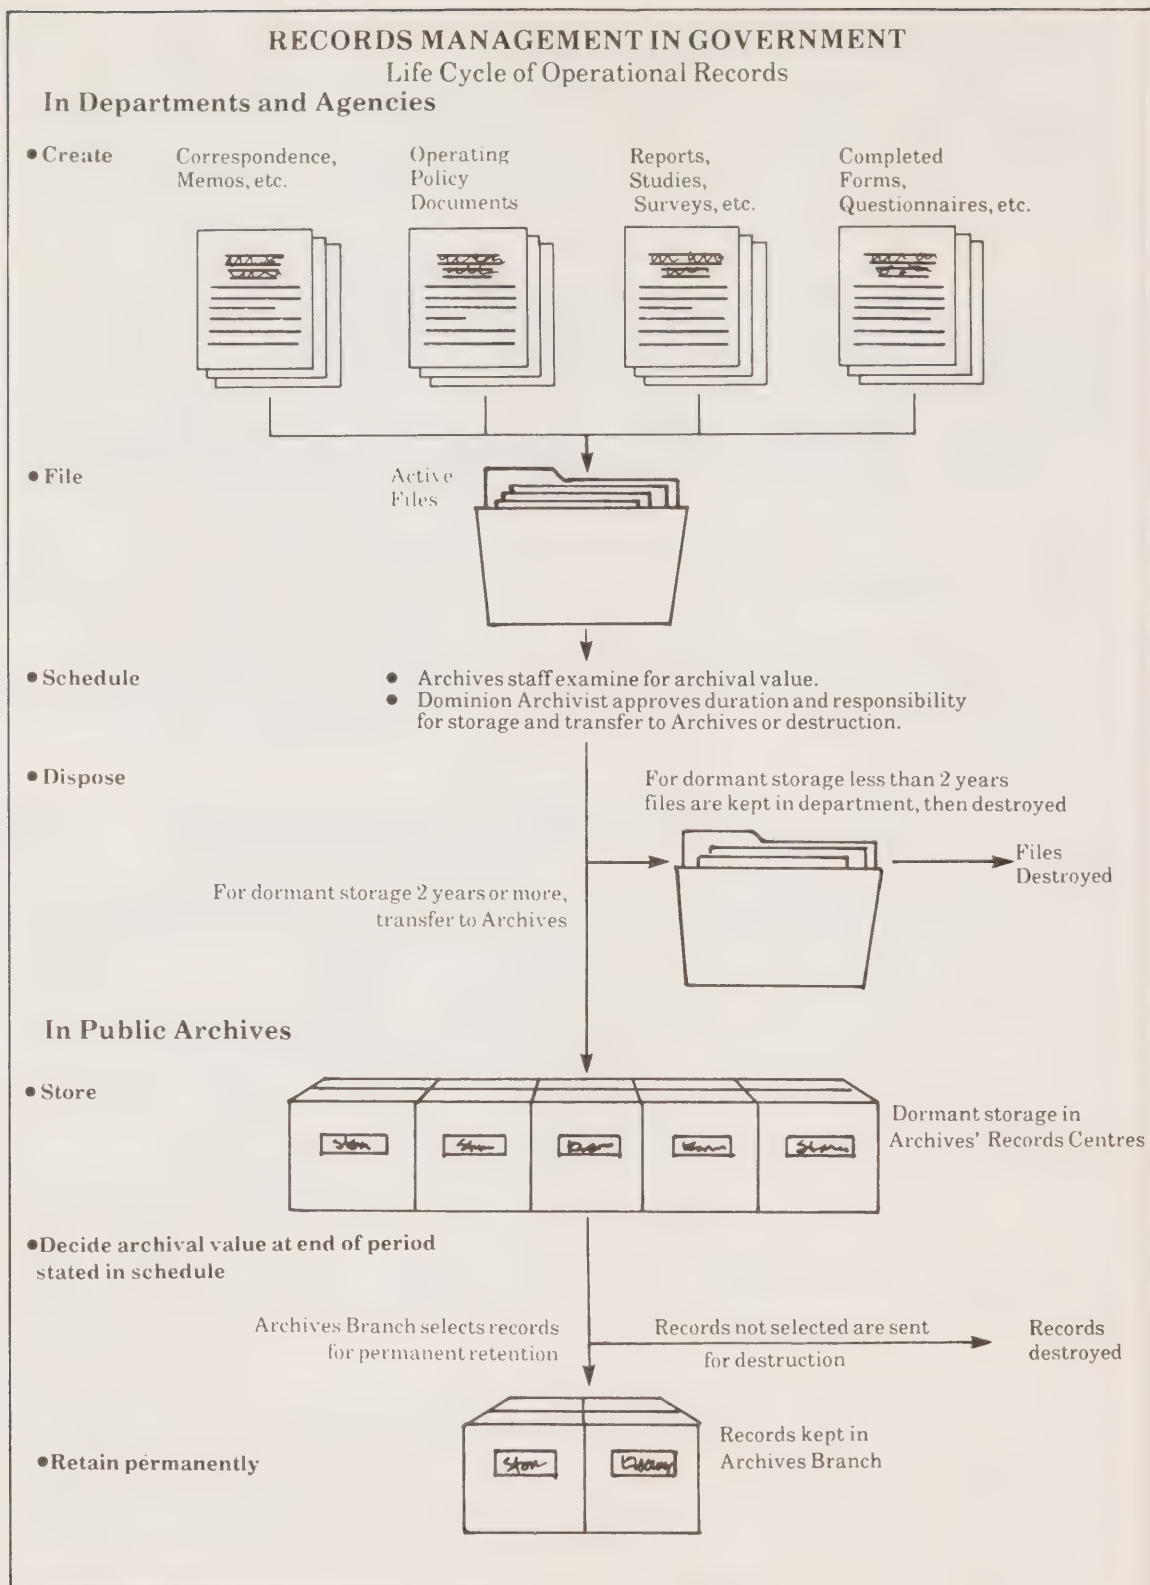 RECORDS MANAGEMENT IN GOVERNMENT
Life Cycle of Operational Records
In Departments and Agencies
• Create
Correspondence,
Memos, etc.
Operating
Policy
Documents
Reports,
Studies,
Surveys, etc.
Completed
Forms,
Questionnaires, etc.
• File
Active
Files
• Schedule
• Archives staff examine for archival value.
• Dominion Archivist approves duration and responsibility
for storage and transfer to Archives or destruction.
• Dispose
For dormant storage less than 2 years
files are kept in department, then destroyed
Files
Destroyed
For dormant storage 2 years or more,
transfer to Archives
In Public Archives
• Store
Dormant storage in
Archives' Records Centres
• Decide archival value at end of period
stated in schedule
Archives Branch selects records
for permanent retention
Records not selected are sent
for destruction
Records
destroyed
• Retain permanently
Records kept in
Archives Branch